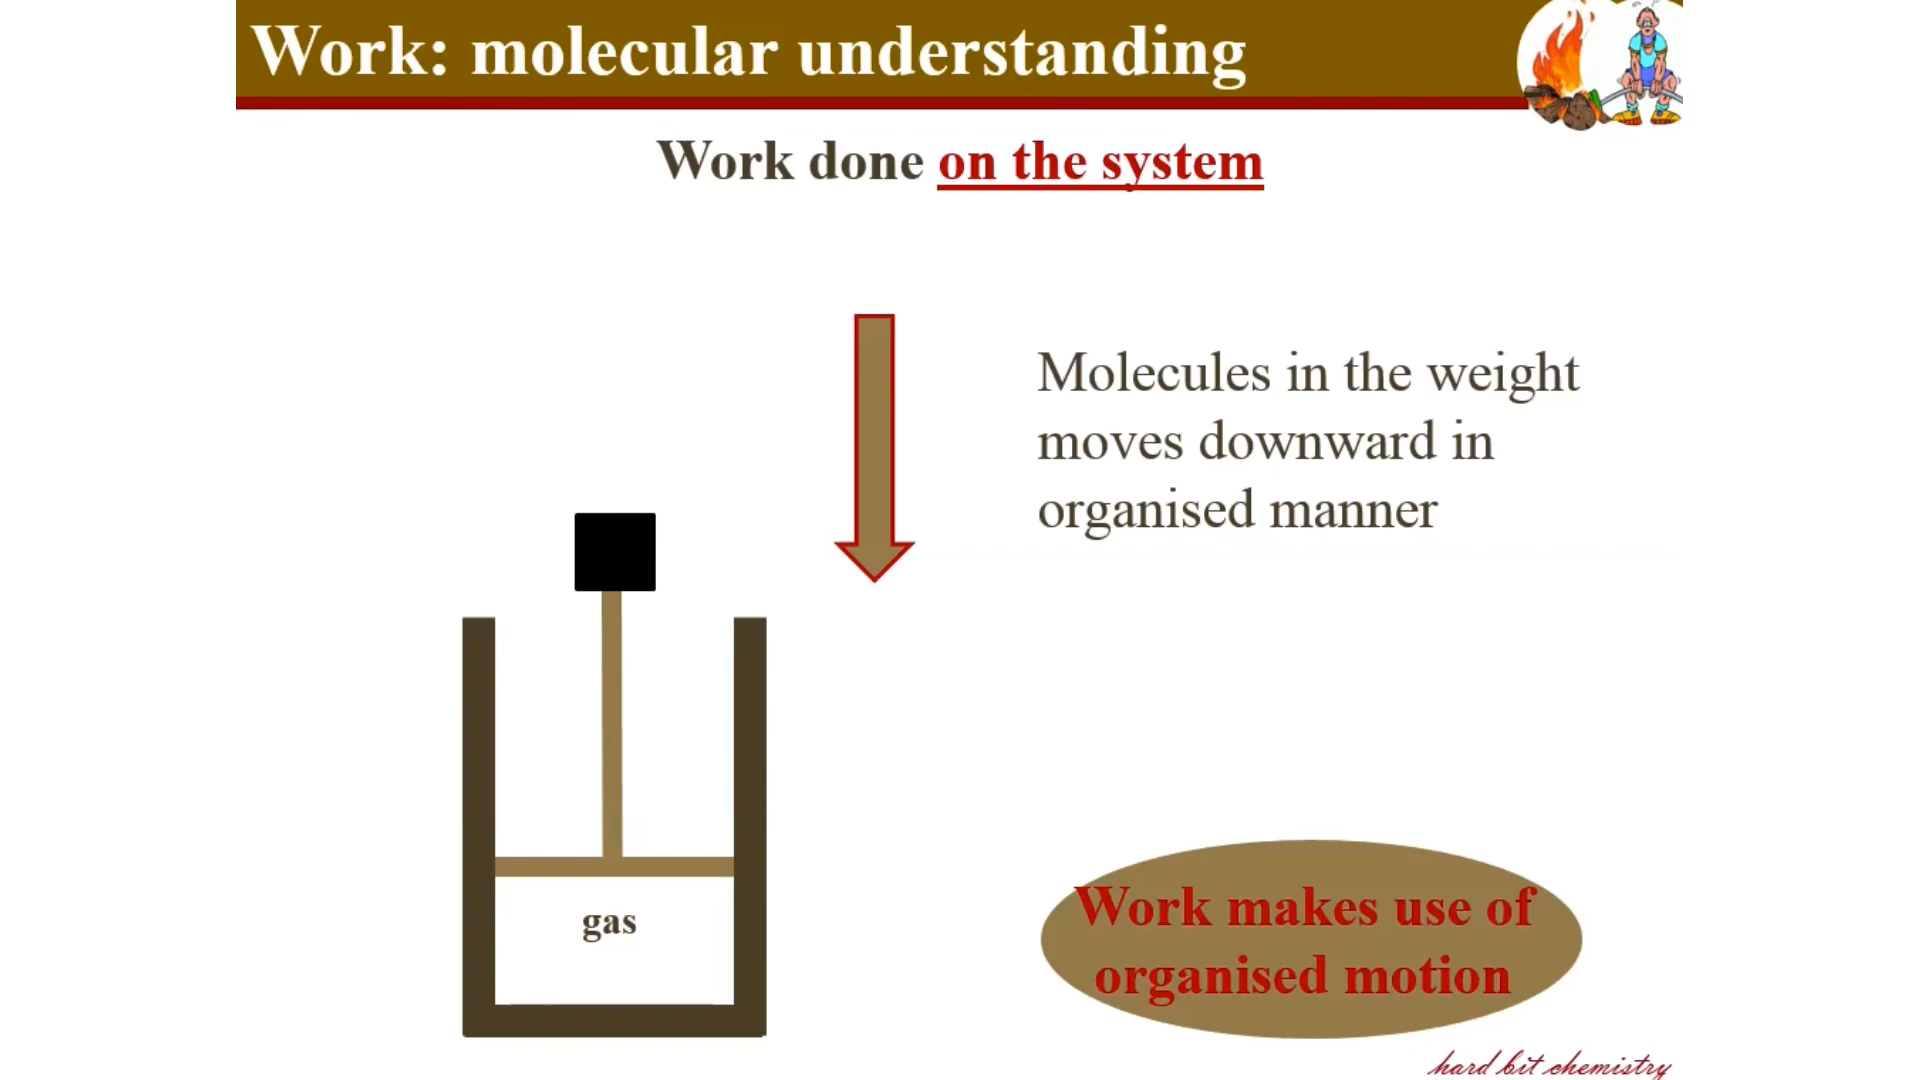 Work: molecular understanding
Work done on the system
Molecules in the weight
moves downward in
organised manner
gas
Work makes use of
organised motion
hard bit chemistry